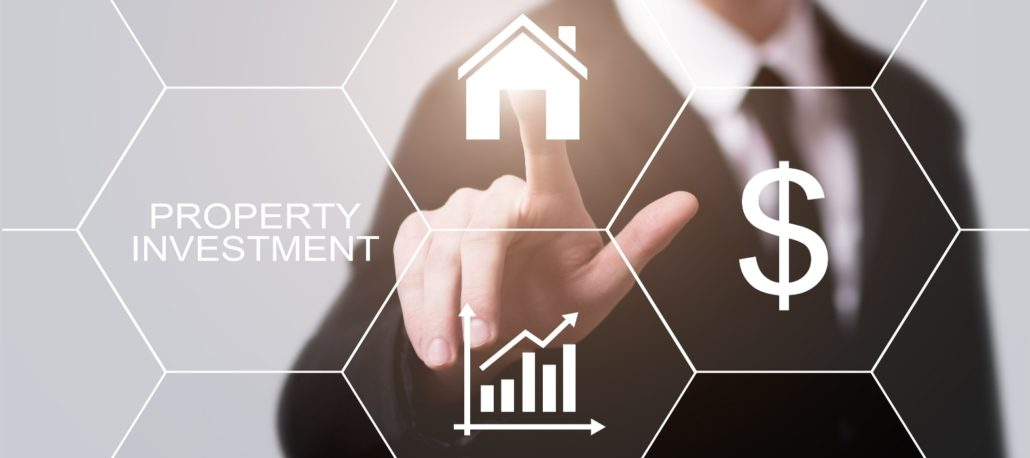 PROPERTY
INVESTMENT
$